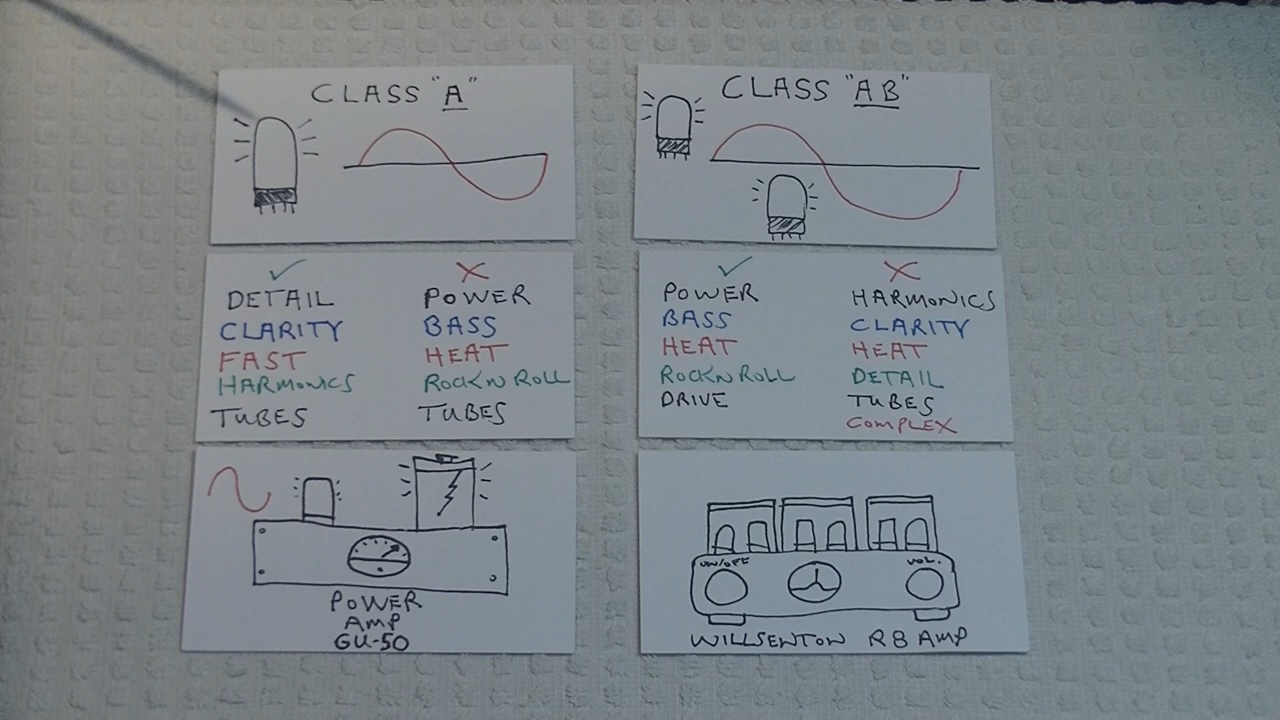 CLASS "A"
CLASS "AB"
✓ ✗
DETAIL POWER
CLARITY BASS
FAST HEAT
HARMONICS ROCK N ROLL
TUBES TUBES
✓ ✗
POWER HARMONICS
BASS CLARITY
HEAT HEAT
ROCK N ROLL DETAIL
DRIVE TUBES
COMPLEX
POWER
AMP
GU-50
ON/OFF VOL.
WILLSENTON R8 AMP